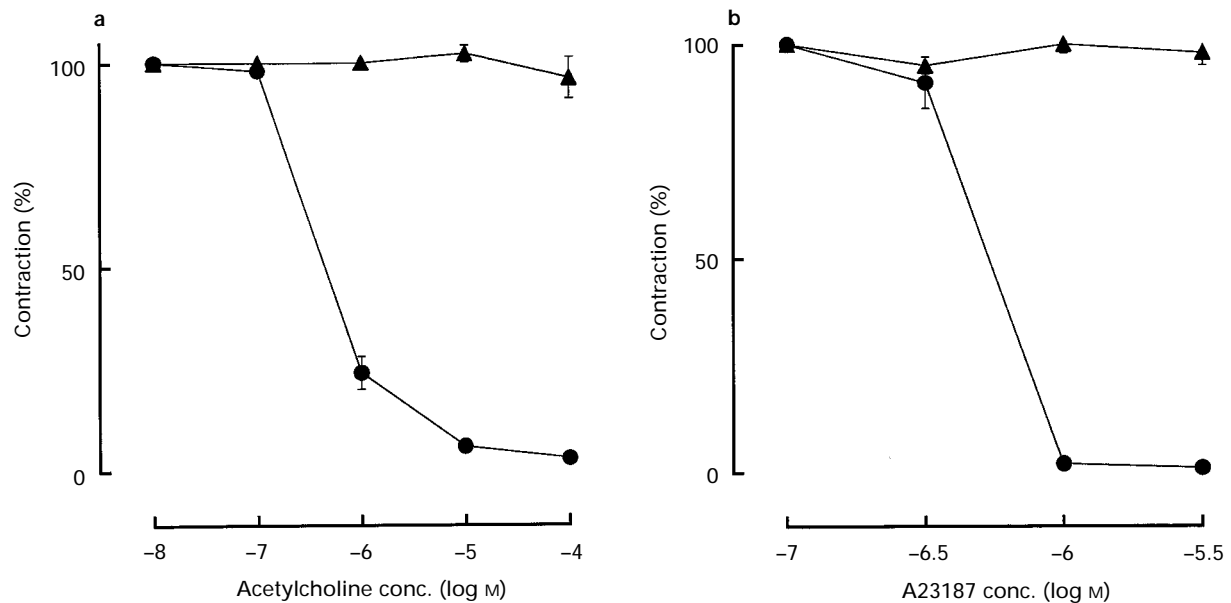 a
100
50
0
Contraction (%)
–8 –7 –6 –5 –4
Acetylcholine conc. (log M)
b
100
50
0
Contraction (%)
–7 –6.5 –6 –5.5
A23187 conc. (log M)